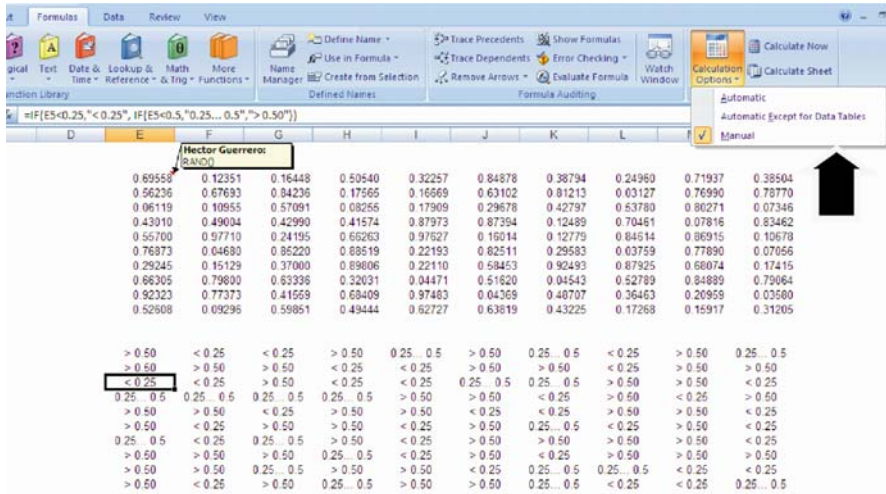 Formulas Data Review View
gical Text Date & Time Lookup & Reference Math & Trig More Functions Name Manager Define Name Use in Formula Create from Selection Trace Precedents Trace Dependents Remove Arrows Show Formulas Error Checking Evaluate Formula Watch Window Calculation Options Calculate Now Calculate Sheet
nction Library Defined Names Formula Auditing
Automatic
Automatic Except for Data Tables
Manual
=IF(E5<0.25,"< 0.25", IF(E5<0.5,"0.25... 0.5","> 0.50"))
D E F G H I J K L
Hector Guerrero:
RAND()
0.69558 0.12351 0.16448 0.50540 0.32257 0.84878 0.38794 0.24960 0.71937 0.38504
0.56236 0.67693 0.84236 0.17565 0.16669 0.63102 0.81213 0.03127 0.76990 0.78770
0.06119 0.10955 0.57091 0.08255 0.17909 0.29678 0.42797 0.53780 0.80271 0.07346
0.43010 0.49004 0.42990 0.41574 0.87973 0.87394 0.12489 0.70461 0.07816 0.83462
0.55700 0.97710 0.24195 0.66263 0.97627 0.16014 0.12779 0.84614 0.86915 0.10678
0.76873 0.04680 0.85220 0.88519 0.22193 0.82511 0.29583 0.03759 0.77890 0.07056
0.29245 0.15129 0.37000 0.89806 0.22110 0.58453 0.92493 0.87925 0.68074 0.17415
0.66305 0.79800 0.63336 0.32031 0.04471 0.51620 0.04543 0.52789 0.84889 0.79064
0.92323 0.77373 0.41569 0.68409 0.97483 0.04369 0.48707 0.36463 0.20959 0.03580
0.52608 0.09296 0.59851 0.49444 0.62727 0.63819 0.43225 0.17268 0.15917 0.31205
> 0.50 < 0.25 < 0.25 > 0.50 0.25... 0.5 > 0.50 0.25... 0.5 < 0.25 > 0.50 0.25... 0.5
> 0.50 > 0.50 > 0.50 < 0.25 < 0.25 > 0.50 > 0.50 < 0.25 > 0.50 > 0.50
< 0.25 < 0.25 > 0.50 < 0.25 < 0.25 0.25... 0.5 0.25... 0.5 > 0.50 > 0.50 < 0.25
0.25... 0.5 0.25... 0.5 0.25... 0.5 0.25... 0.5 > 0.50 > 0.50 < 0.25 > 0.50 < 0.25 > 0.50
> 0.50 > 0.50 < 0.25 > 0.50 > 0.50 < 0.25 < 0.25 > 0.50 > 0.50 < 0.25
> 0.50 < 0.25 > 0.50 > 0.50 < 0.25 > 0.50 0.25... 0.5 < 0.25 > 0.50 < 0.25
0.25... 0.5 < 0.25 0.25... 0.5 > 0.50 < 0.25 > 0.50 > 0.50 > 0.50 > 0.50 < 0.25
> 0.50 > 0.50 > 0.50 0.25... 0.5 < 0.25 > 0.50 < 0.25 > 0.50 > 0.50 > 0.50
> 0.50 > 0.50 0.25... 0.5 > 0.50 > 0.50 < 0.25 0.25... 0.5 0.25... 0.5 < 0.25 < 0.25
> 0.50 < 0.25 > 0.50 0.25... 0.5 > 0.50 > 0.50 0.25... 0.5 < 0.25 < 0.25 0.25... 0.5